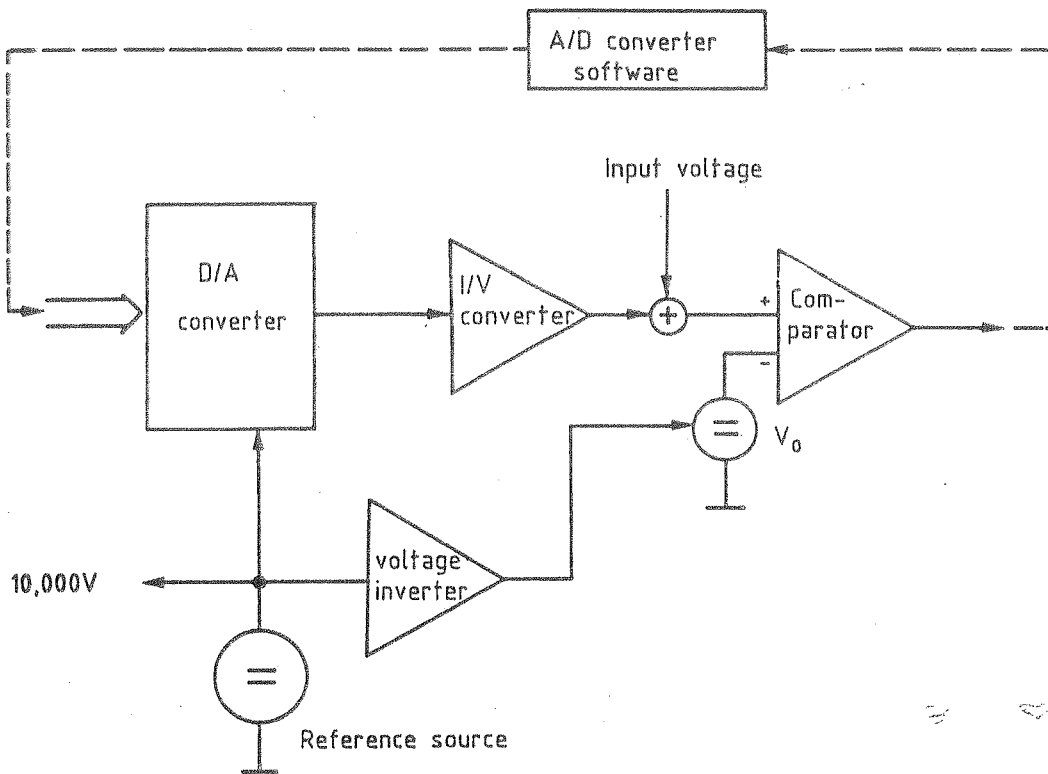 A/D converter
software
Input voltage
D/A
converter
I/V
converter
+
+
Com-
parator
-
=
V₀
voltage
inverter
10,000V
=
Reference source